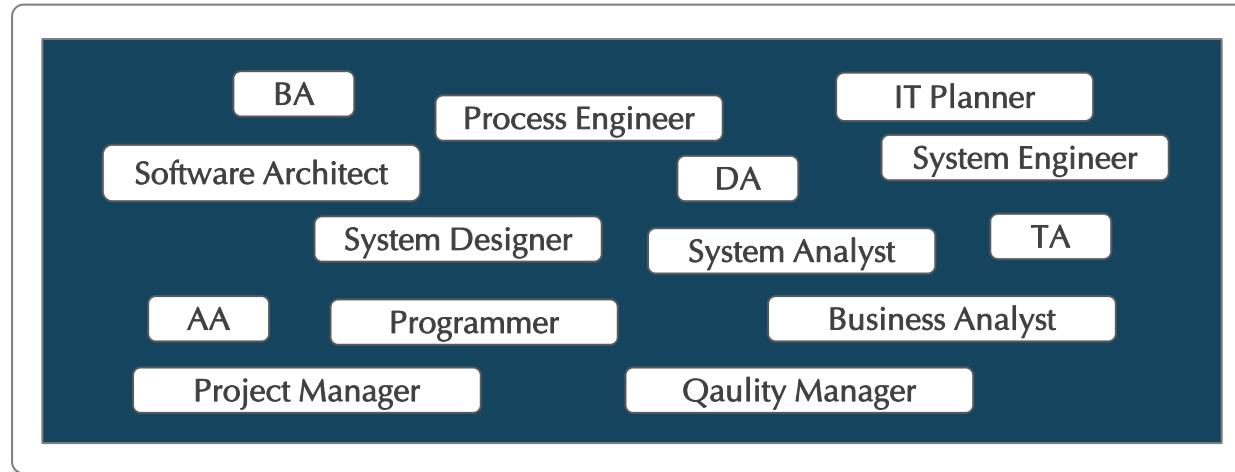 BA
Process Engineer
IT Planner
Software Architect
DA
System Engineer
System Designer
System Analyst
TA
AA
Programmer
Business Analyst
Project Manager
Qaulity Manager